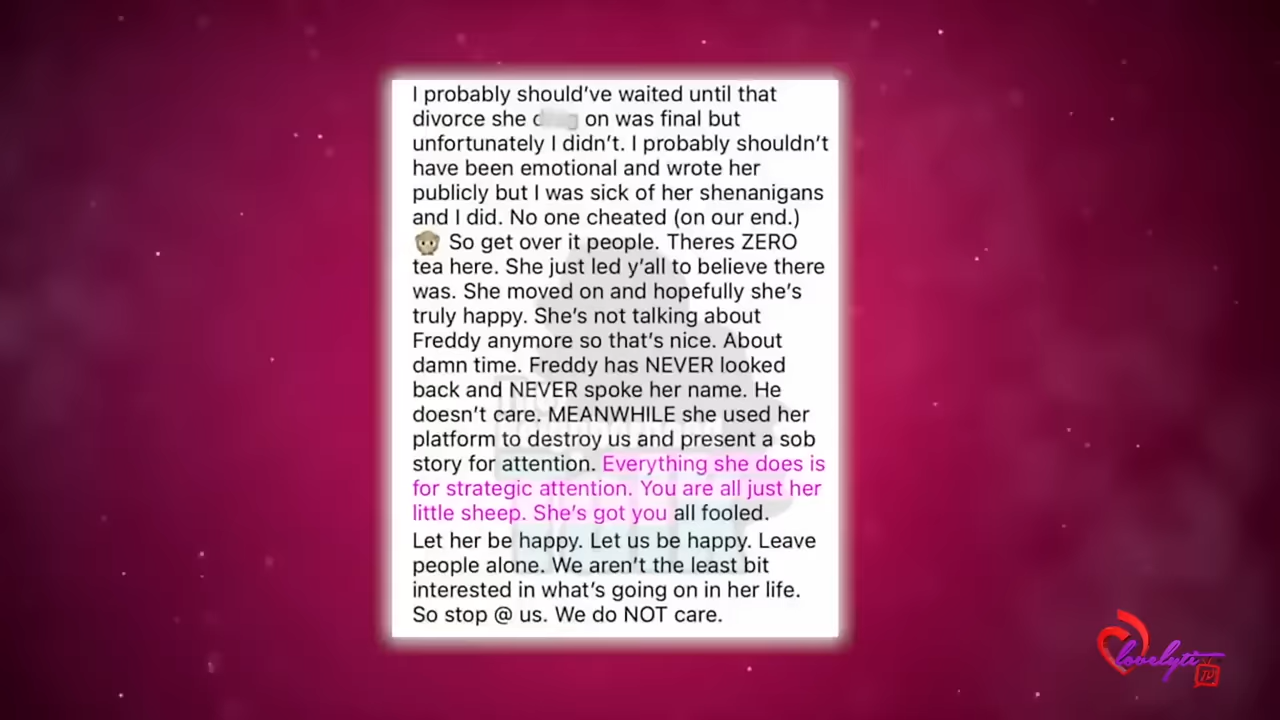 I probably should've waited until that
divorce she on was final but
unfortunately I didn't. I probably shouldn't
have been emotional and wrote her
publicly but I was sick of her shenanigans
and I did. No one cheated (on our end.)
🙊 So get over it people. Theres ZERO
tea here. She just led y'all to believe there
was. She moved on and hopefully she's
truly happy. She's not talking about
Freddy anymore so that's nice. About
damn time. Freddy has NEVER looked
back and NEVER spoke her name. He
doesn't care. MEANWHILE she used her
platform to destroy us and present a sob
story for attention. Everything she does is
for strategic attention. You are all just her
little sheep. She's got you all fooled.
Let her be happy. Let us be happy. Leave
people alone. We aren't the least bit
interested in what's going on in her life.
So stop @ us. We do NOT care.
lovelyti
TV